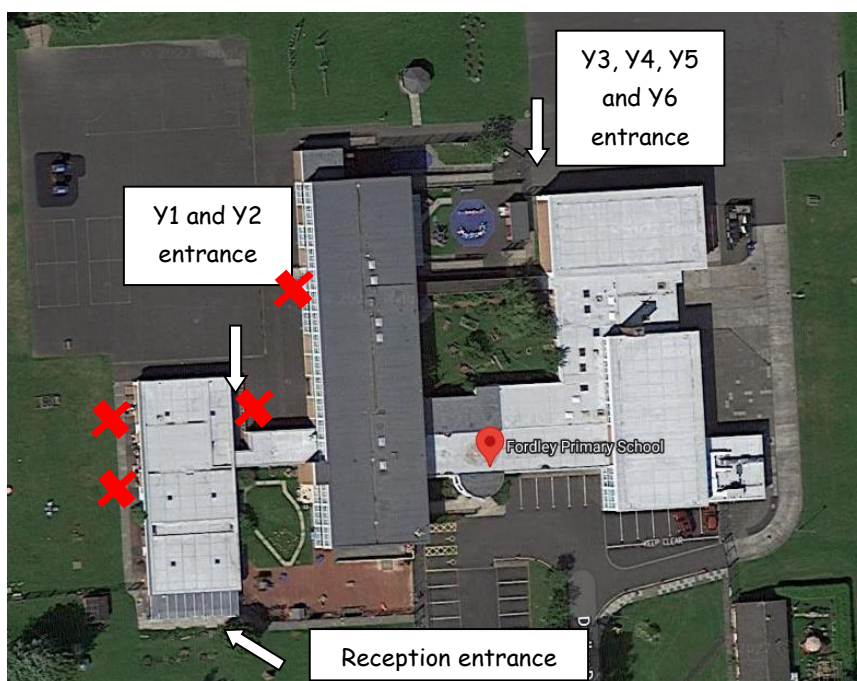 Y3, Y4, Y5
and Y6
entrance
Y1 and Y2
entrance
Fordley Primary School
KEEP CLEAR
Reception entrance